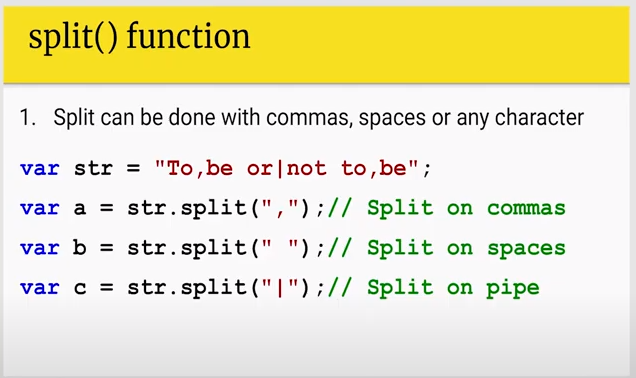 split() function
1. Split can be done with commas, spaces or any character
var str = "To,be or|not to,be";
var a = str.split(",");// Split on commas
var b = str.split(" ");// Split on spaces
var c = str.split("|");// Split on pipe